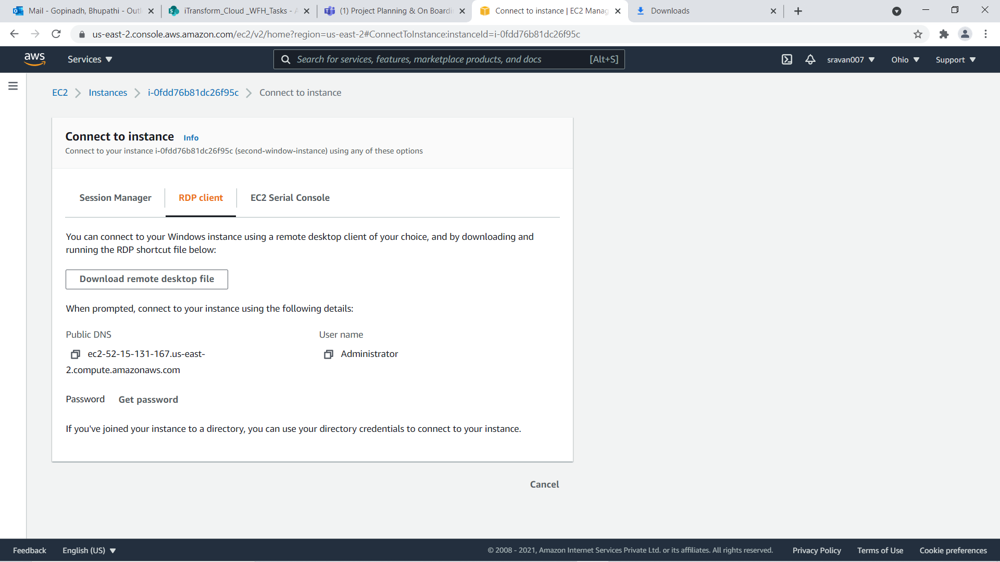 Mail - Gopinadh, Bhupathi - Outl
iTransform_Cloud _WFH_Tasks - A
(1) Project Planning & On Boardi
Connect to instance | EC2 Manag
Downloads
us-east-2.console.aws.amazon.com/ec2/v2/home?region=us-east-2#ConnectToInstance:instanceId=i-0fdd76b81dc26f95c
aws
Services
Search for services, features, marketplace products, and docs
[Alt+S]
sravan007
Ohio
Support
EC2
Instances
i-0fdd76b81dc26f95c
Connect to instance
Connect to instance Info
Connect to your instance i-0fdd76b81dc26f95c (second-window-instance) using any of these options
Session Manager
RDP client
EC2 Serial Console
You can connect to your Windows instance using a remote desktop client of your choice, and by downloading and
running the RDP shortcut file below:
Download remote desktop file
When prompted, connect to your instance using the following details:
Public DNS
ec2-52-15-131-167.us-east-
2.compute.amazonaws.com
User name
Administrator
Password
Get password
If you've joined your instance to a directory, you can use your directory credentials to connect to your instance.
Cancel
Feedback
English (US)
© 2008 - 2021, Amazon Internet Services Private Ltd. or its affiliates. All rights reserved.
Privacy Policy
Terms of Use
Cookie preferences